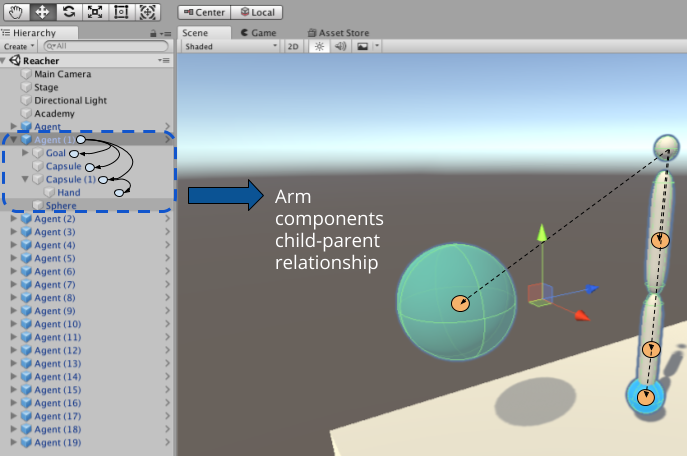 Center Local
Hierarchy
Scene Game Asset Store
Create All
Shaded 2D
Reacher
Main Camera
Stage
Directional Light
Academy
Agent
Agent (1)
Goal
Capsule
Capsule (1)
Hand
Sphere
Agent (2)
Agent (3)
Agent (4)
Agent (5)
Agent (6)
Agent (7)
Agent (8)
Agent (9)
Agent (10)
Agent (11)
Agent (12)
Agent (13)
Agent (14)
Agent (15)
Agent (16)
Agent (17)
Agent (18)
Agent (19)
Arm
components
child-parent
relationship